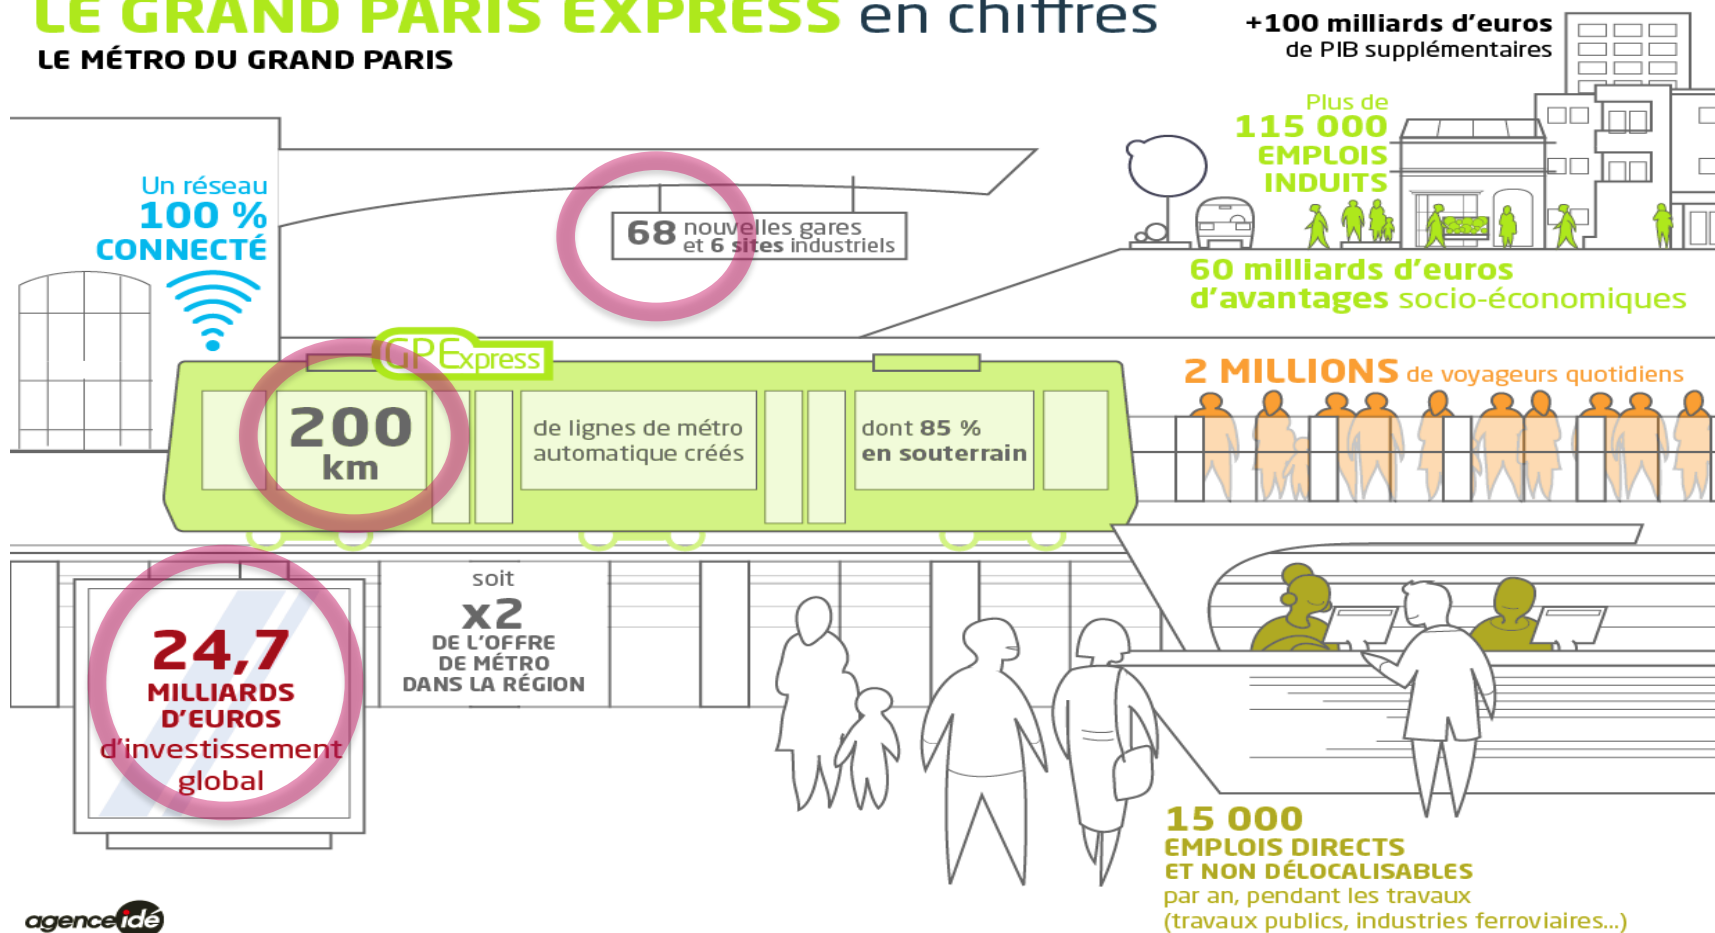 LE GRAND PARIS EXPRESS en chiffres
LE MÉTRO DU GRAND PARIS
+100 milliards d'euros
de PIB supplémentaires
Plus de
115 000
EMPLOIS
INDUITS
Un réseau
100 %
CONNECTÉ
68 nouvelles gares
et 6 sites industriels
60 milliards d'euros
d'avantages socio-économiques
GPExpress
2 MILLIONS de voyageurs quotidiens
200
km
de lignes de métro
automatique créés
dont 85 %
en souterrain
soit
x2
DE L'OFFRE
DE MÉTRO
DANS LA RÉGION
24,7
MILLIARDS
D'EUROS
d'investissement
global
15 000
EMPLOIS DIRECTS
ET NON DÉLOCALISABLES
par an, pendant les travaux
(travaux publics, industries ferroviaires...)
agence idé